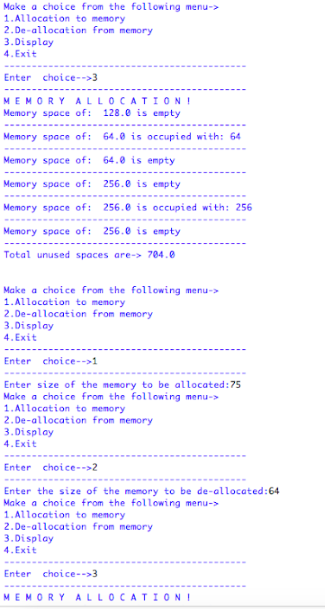 Make a choice from the following menu->
1.Allocation to memory
2.De-allocation from memory
3.Display
4.Exit
------------------------------------------
Enter  choice-->3
------------------------------------------
M E M O R Y  A L L O C A T I O N !
Memory space of:  128.0 is empty
------------------------------------------
Memory space of:  64.0 is occupied with: 64
------------------------------------------
Memory space of:  64.0 is empty
------------------------------------------
Memory space of:  256.0 is empty
------------------------------------------
Memory space of:  256.0 is occupied with: 256
------------------------------------------
Memory space of:  256.0 is empty
------------------------------------------
Total unused spaces are-> 704.0
Make a choice from the following menu->
1.Allocation to memory
2.De-allocation from memory
3.Display
4.Exit
------------------------------------------
Enter  choice-->1
------------------------------------------
Enter size of the memory to be allocated:75
Make a choice from the following menu->
1.Allocation to memory
2.De-allocation from memory
3.Display
4.Exit
------------------------------------------
Enter  choice-->2
------------------------------------------
Enter the size of the memory to be de-allocated:64
Make a choice from the following menu->
1.Allocation to memory
2.De-allocation from memory
3.Display
4.Exit
------------------------------------------
Enter  choice-->3
------------------------------------------
M E M O R Y  A L L O C A T I O N !